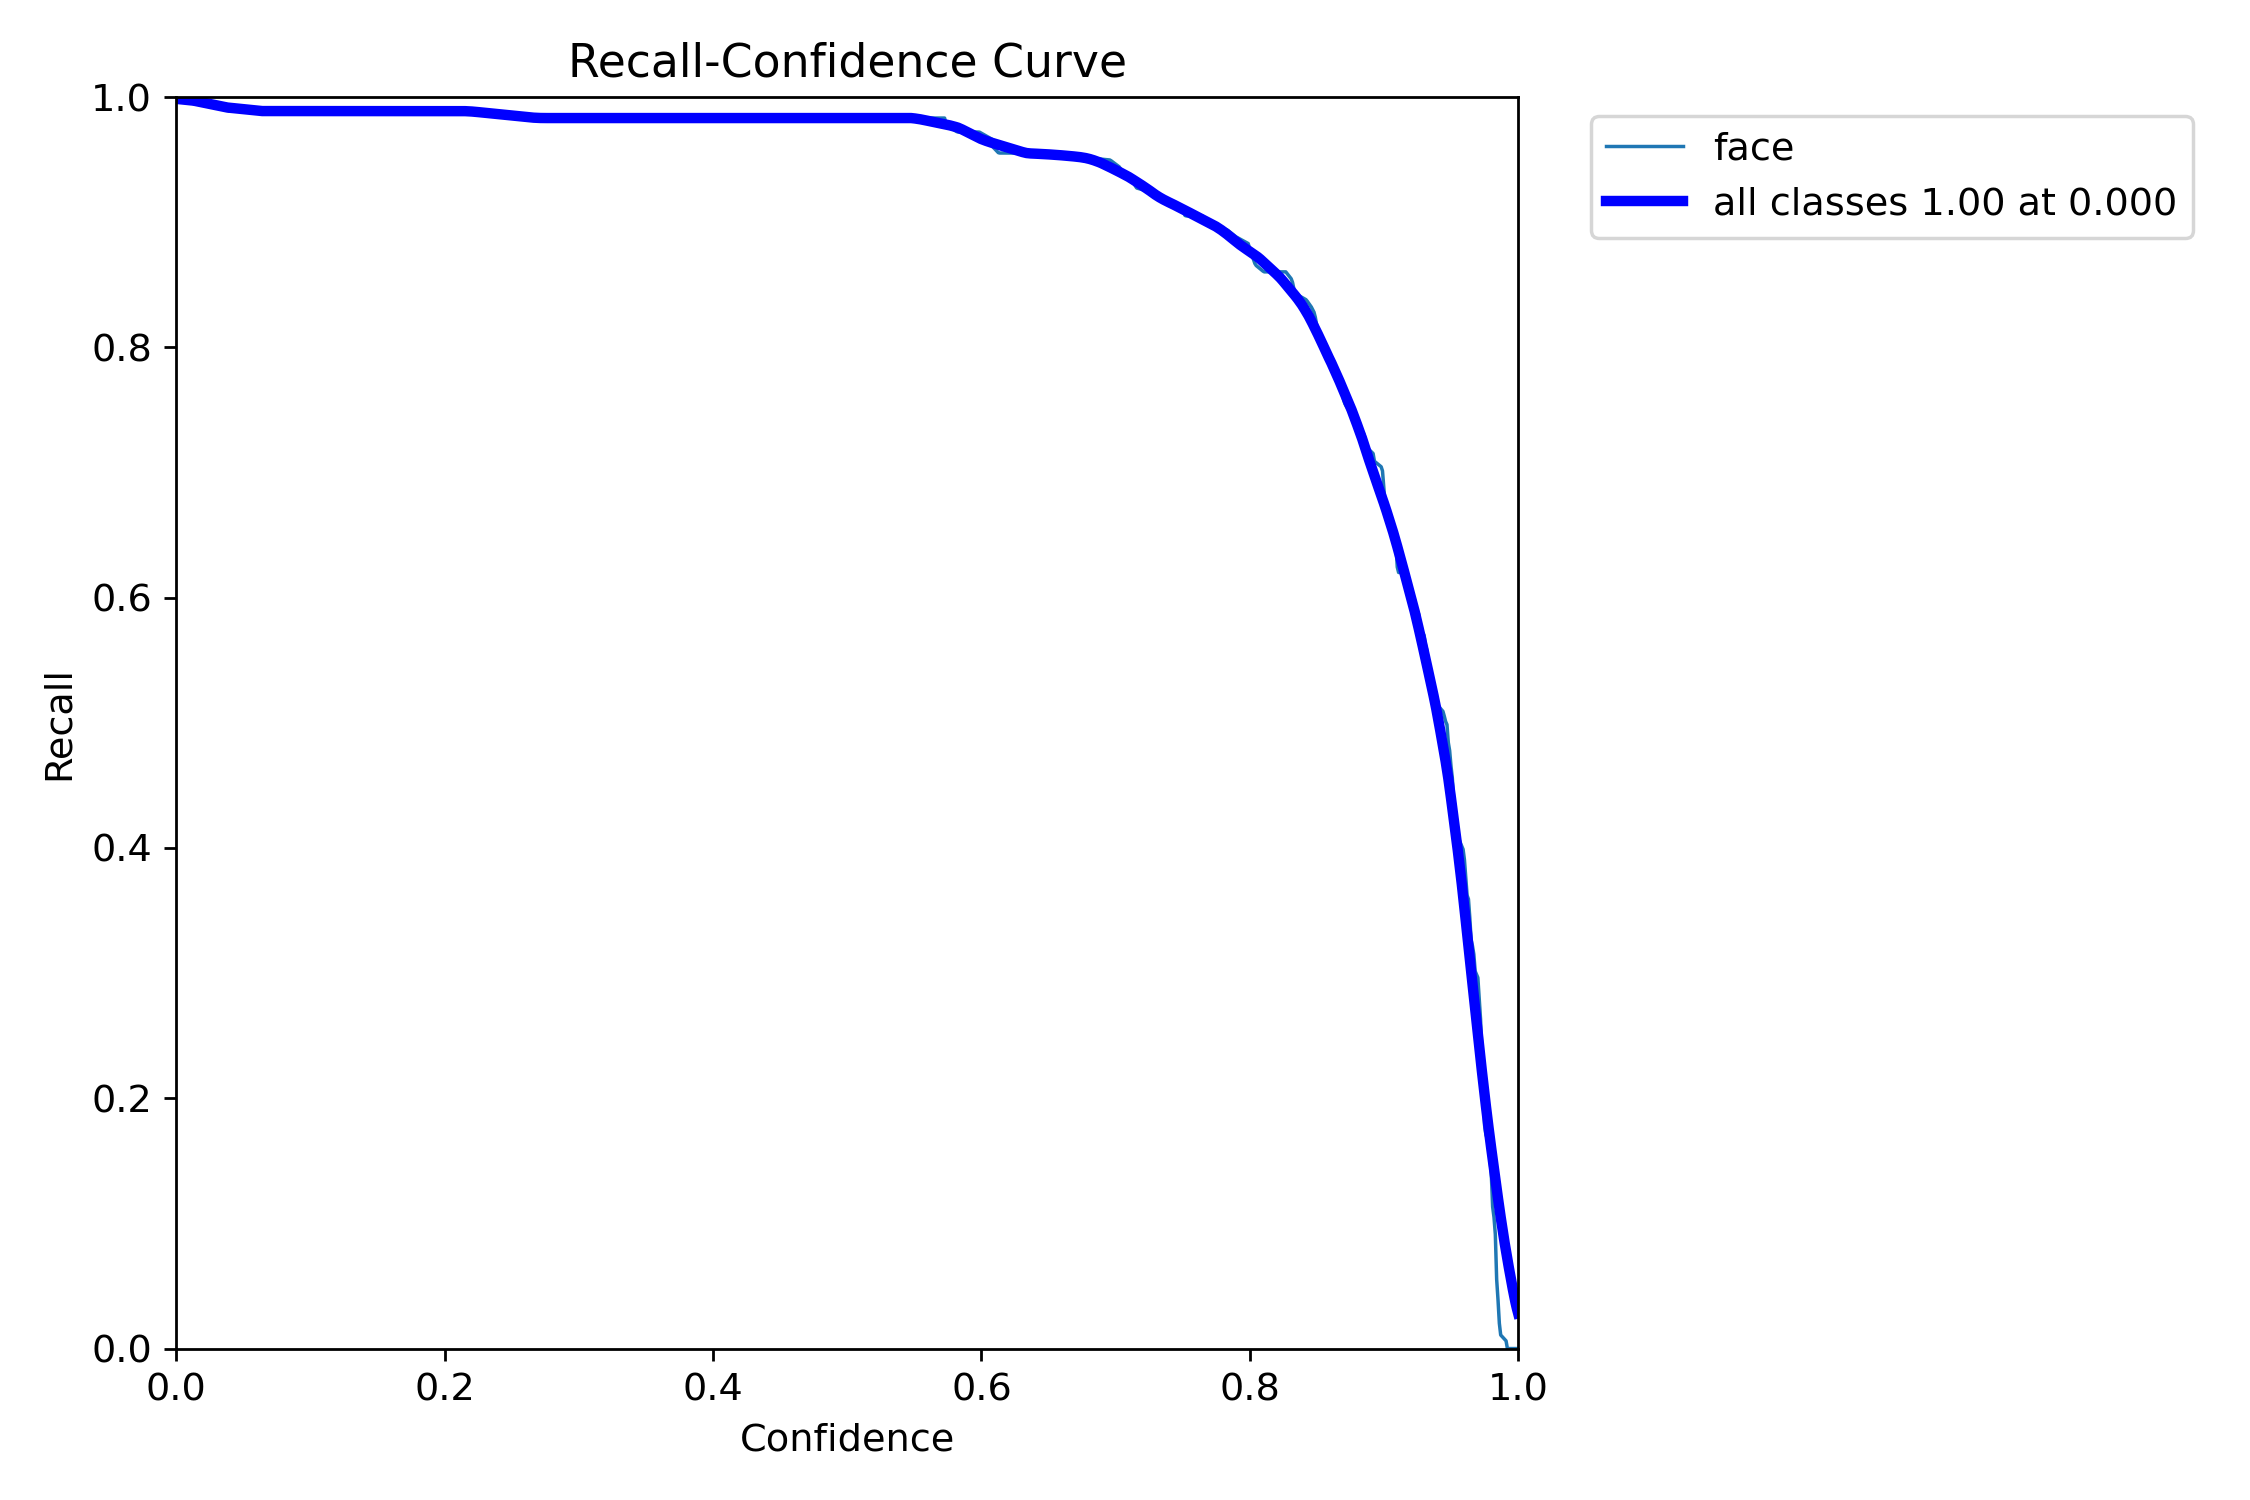 Recall-Confidence Curve
1.0
0.8
0.6
0.4
0.2
0.0
Recall
0.0 0.2 0.4 0.6 0.8 1.0
Confidence
face
all classes 1.00 at 0.000